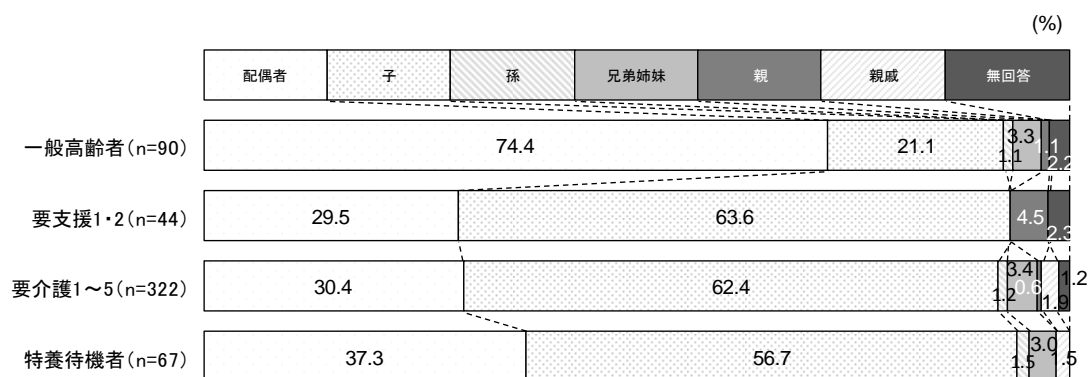 (%)
配偶者 子 孫 兄弟姉妹 親 親戚 無回答
一般高齢者(n=90) 74.4 21.1 1.1 3.3 1.1 2.2
要支援1・2(n=44) 29.5 63.6 4.5 2.3
要介護1～5(n=322) 30.4 62.4 1.2 3.4 0.6 1.9 1.2
特養待機者(n=67) 37.3 56.7 1.5 3.0 1.5